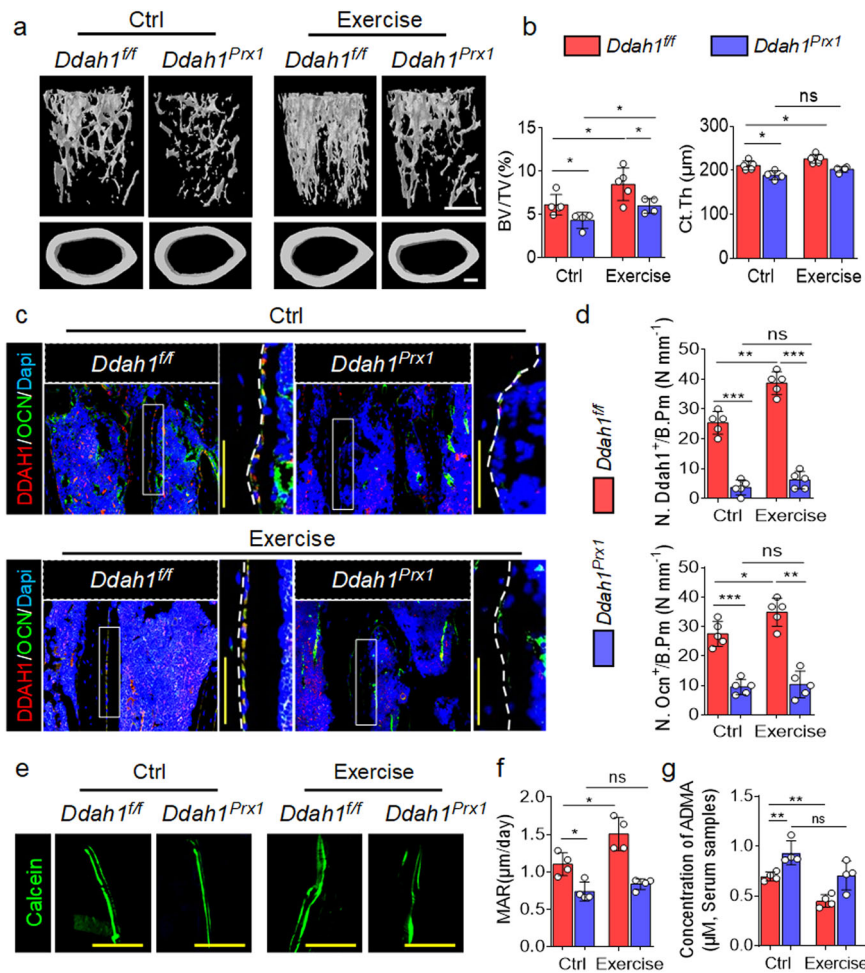 a
Ctrl
Exercise
Ddah1f/f
Ddah1Prx1
Ddah1f/f
Ddah1Prx1
b
Ddah1f/f
Ddah1Prx1
BV/TV(%)
15
10
5
0
*
*
*
*
Ctrl
Exercise
Ct.Th (μm)
300
200
100
0
ns
*
*
Ctrl
Exercise
c
Ctrl
DDAH1/OCN/Dapi
Ddah1f/f
Ddah1Prx1
Exercise
DDAH1/OCN/Dapi
Ddah1f/f
Ddah1Prx1
d
Ddah1f/f
Ddah1Prx1
N. Ddah1+/B.Pm (N mm-1)
50
40
30
20
10
0
ns
**
***
***
Ctrl
Exercise
N. Ocn+/B.Pm (N mm-1)
50
40
30
20
10
0
ns
*
**
***
Ctrl
Exercise
e
Ctrl
Exercise
Ddah1f/f
Ddah1Prx1
Ddah1f/f
Ddah1Prx1
Calcein
f
MAR(μm/day)
2.0
1.5
1.0
0.5
0.0
ns
*
*
Ctrl
Exercise
g
Concentration of ADMA
(μM, Serum samples)
1.5
1.0
0.5
0.0
**
**
ns
Ctrl
Exercise